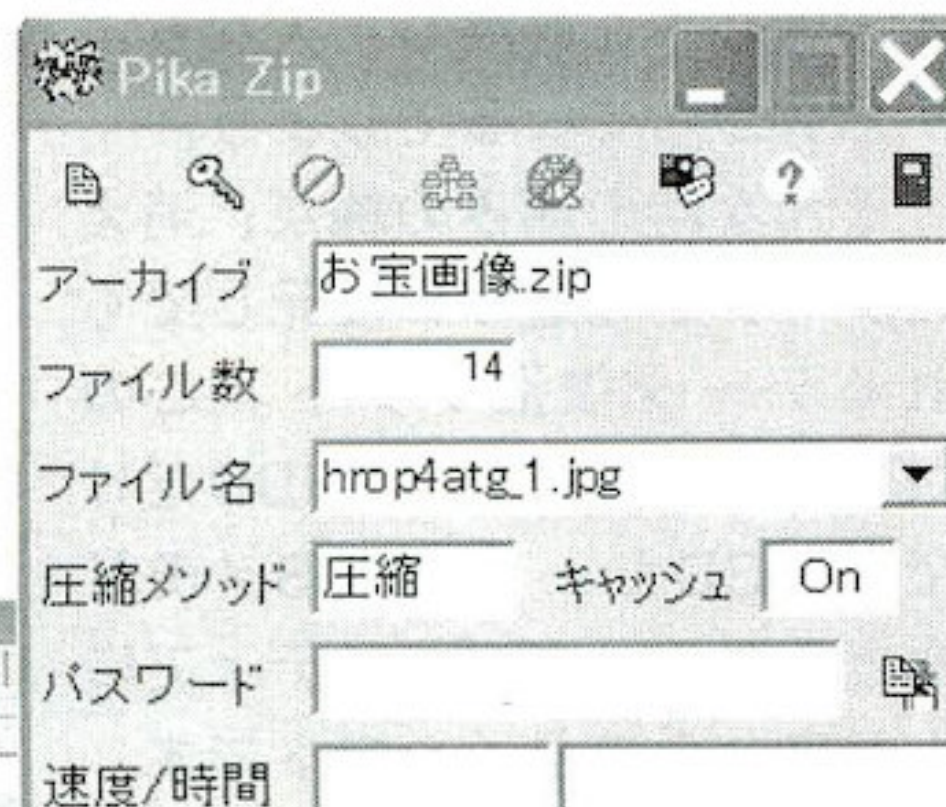 Pika Zip
アーカイブ お宝画像.zip
ファイル数 14
ファイル名 hrop4atg_1.jpg
圧縮メソッド 圧縮 キャッシュ On
パスワード
速度/時間